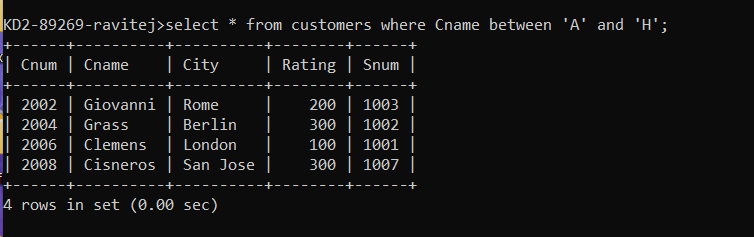 KD2-89269-ravitej>select * from customers where Cname between 'A' and 'H';
+------+----------+----------+--------+------+
| Cnum | Cname    | City     | Rating | Snum |
+------+----------+----------+--------+------+
| 2002 | Giovanni | Rome     |    200 | 1003 |
| 2004 | Grass    | Berlin   |    300 | 1002 |
| 2006 | Clemens  | London   |    100 | 1001 |
| 2008 | Cisneros | San Jose |    300 | 1007 |
+------+----------+----------+--------+------+
4 rows in set (0.00 sec)